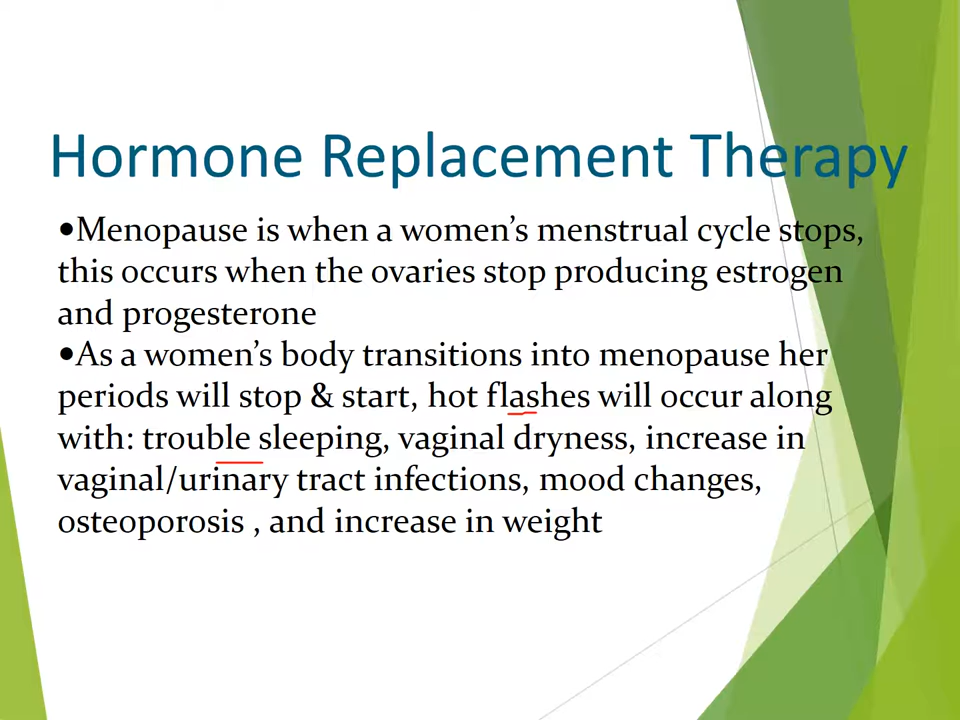 Hormone Replacement Therapy
•Menopause is when a women's menstrual cycle stops,
this occurs when the ovaries stop producing estrogen
and progesterone
•As a women's body transitions into menopause her
periods will stop & start, hot flashes will occur along
with: trouble sleeping, vaginal dryness, increase in
vaginal/urinary tract infections, mood changes,
osteoporosis , and increase in weight